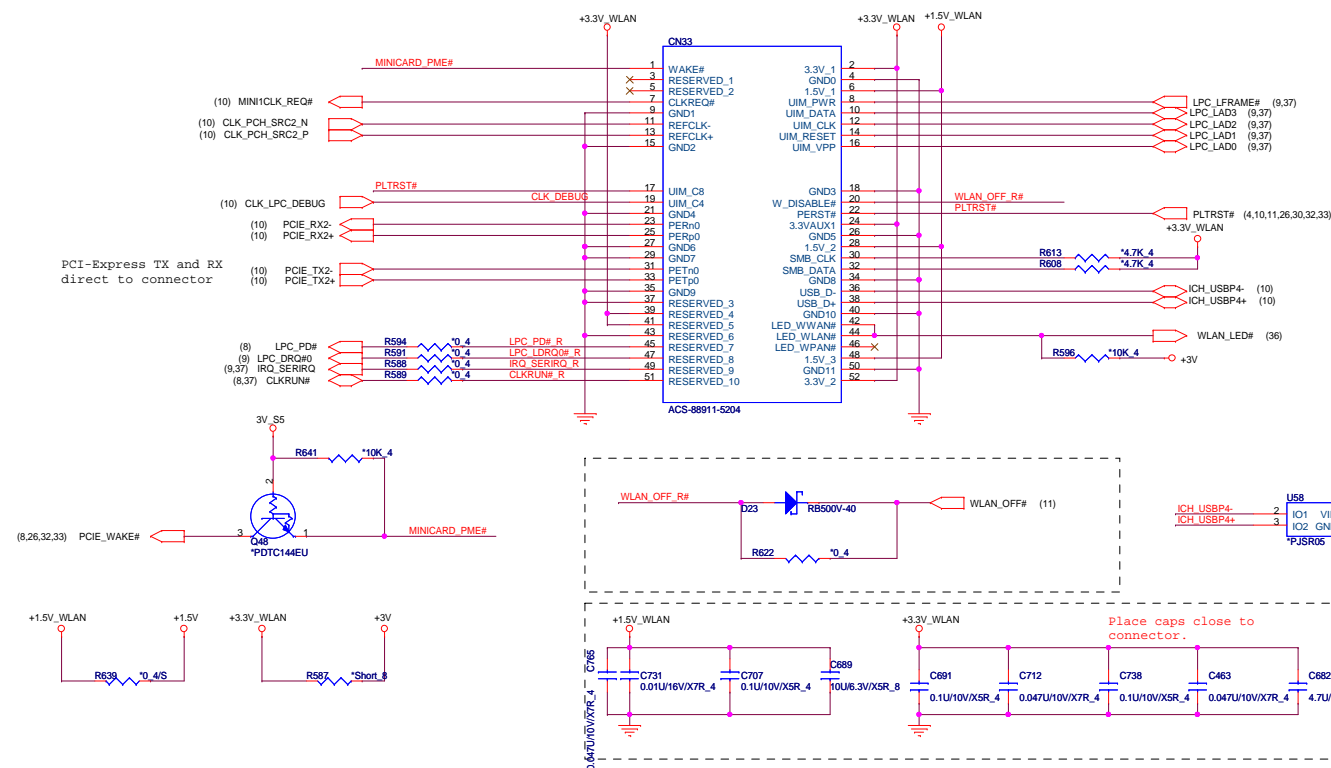 +3.3V_WLAN
+3.3V_WLAN +1.5V_WLAN
CN33
MINICARD_PME# 1 WAKE# 3.3V_1 2
3 RESERVED_1 GND0 4
5 RESERVED_2 1.5V_1 6
(10) MINI1CLK_REQ# 7 CLKREQ# UIM_PWR 8 LPC_LFRAME# (9,37)
9 GND1 UIM_DATA 10 LPC_LAD3 (9,37)
(10) CLK_PCH_SRC2_N 11 REFCLK- UIM_CLK 12 LPC_LAD2 (9,37)
(10) CLK_PCH_SRC2_P 13 REFCLK+ UIM_RESET 14 LPC_LAD1 (9,37)
15 GND2 UIM_VPP 16 LPC_LAD0 (9,37)
PLTRST# 17 UIM_C8 GND3 18
(10) CLK_LPC_DEBUG CLK_DEBUG 19 UIM_C4 W_DISABLE# 20 WLAN_OFF_R#
21 GND4 PERST# 22 PLTRST# PLTRST# (4,10,11,26,30,32,33)
(10) PCIE_RX2- 23 PERn0 3.3VAUX1 24
(10) PCIE_RX2+ 25 PERp0 GND5 26 +3.3V_WLAN
27 GND6 1.5V_2 28
29 GND7 SMB_CLK 30 R613 *4.7K_4
(10) PCIE_TX2- 31 PETn0 SMB_DATA 32 R608 *4.7K_4
(10) PCIE_TX2+ 33 PETp0 GND8 34
PCI-Express TX and RX
direct to connector
35 GND9 USB_D- 36 ICH_USBP4- (10)
37 RESERVED_3 USB_D+ 38 ICH_USBP4+ (10)
39 RESERVED_4 GND10 40
41 RESERVED_5 LED_WWAN# 42
43 RESERVED_6 LED_WLAN# 44 WLAN_LED# (36)
(8) LPC_PD# R594 *0_4 LPC_PD#_R 45 RESERVED_7 LED_WPAN# 46
(9) LPC_DRQ#0 R591 *0_4 LPC_LDRQ0#_R 47 RESERVED_8 1.5V_3 48 R596 *10K_4 +3V
(9,37) IRQ_SERIRQ R588 *0_4 IRQ_SERIRQ_R 49 RESERVED_9 GND11 50
(8,37) CLKRUN# R589 *0_4 CLKRUN#_R 51 RESERVED_10 3.3V_2 52
ACS-88911-5204
3V_S5
R641 *10K_4
2
(8,26,32,33) PCIE_WAKE# 3 1 MINICARD_PME#
Q48
*PDTC144EU
WLAN_OFF_R# D23 RB500V-40 WLAN_OFF# (11)
R622 *0_4
U58
ICH_USBP4- 2 IO1
ICH_USBP4+ 3 IO2
*PJSR05
+1.5V_WLAN +1.5V
R639 *0_4/S
+3.3V_WLAN +3V
R587 *Short_8
+1.5V_WLAN
C765
0.047U/10V/X7R_4
C731
0.01U/16V/X7R_4
C707
0.1U/10V/X5R_4
C689
10U/6.3V/X5R_8
+3.3V_WLAN
Place caps close to
connector.
C691
0.1U/10V/X5R_4
C712
0.047U/10V/X7R_4
C738
0.1U/10V/X5R_4
C463
0.047U/10V/X7R_4
C682